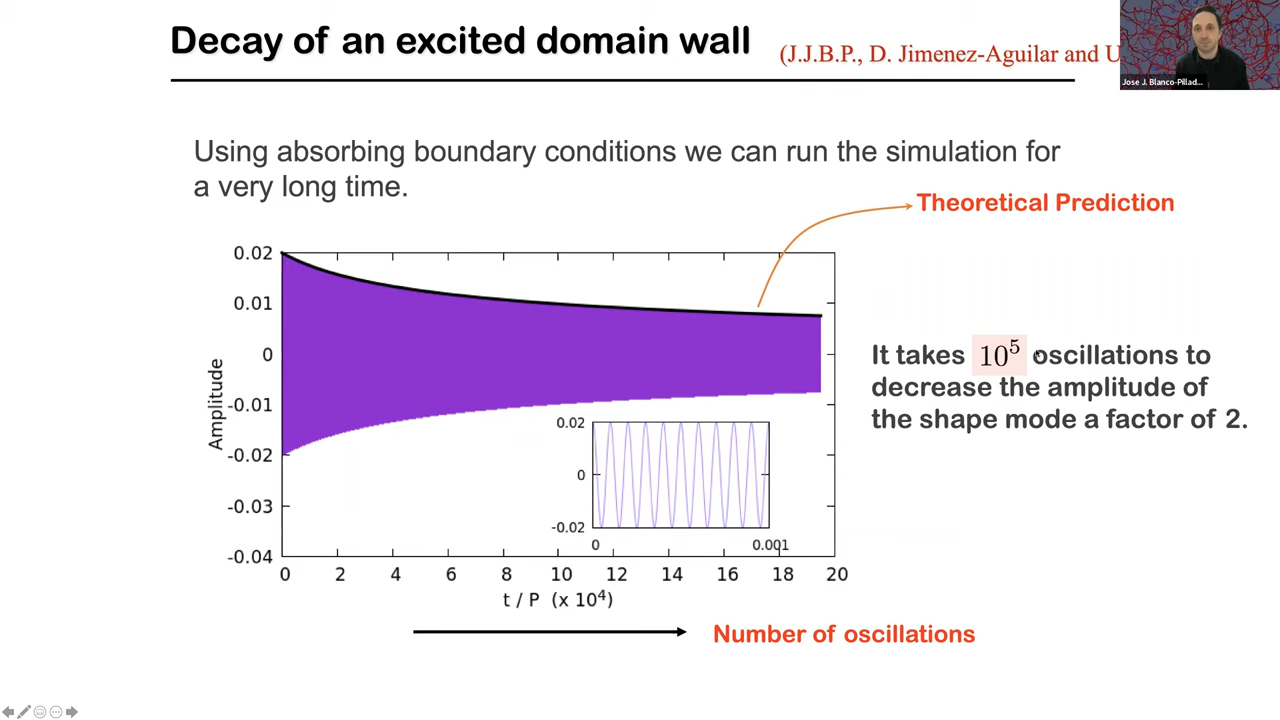 Decay of an excited domain wall
(J.J.B.P., D. Jimenez-Aguilar and U
Jose J. Blanco-Pillad...
Using absorbing boundary conditions we can run the simulation for
a very long time.
Theoretical Prediction
0.02
0.01
0
-0.01
-0.02
-0.03
-0.04
Amplitude
0.02
0
-0.02
0
0.001
0 2 4 6 8 10 12 14 16 18 20
t / P (x 10⁴)
It takes 10⁵ oscillations to
decrease the amplitude of
the shape mode a factor of 2.
Number of oscillations